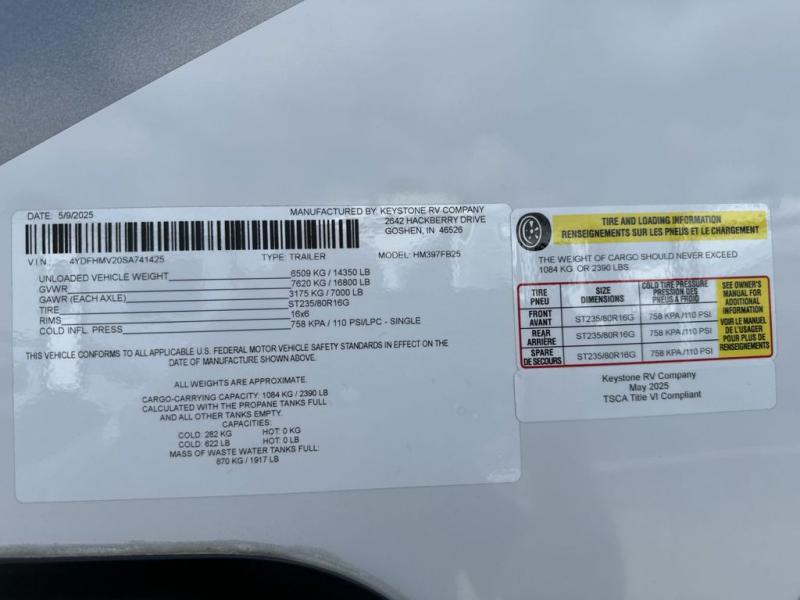 DATE: 5/9/2025
MANUFACTURED BY: KEYSTONE RV COMPANY
2642 HACKBERRY DRIVE
GOSHEN, IN 46526
V.I.N. 4YDFHMV20SA741425 TYPE: TRAILER MODEL: HM397FB25
UNLOADED VEHICLE WEIGHT 6509 KG / 14350 LB
GVWR 7620 KG / 16800 LB
GAWR (EACH AXLE) 3175 KG / 7000 LB
TIRE ST235/80R16G
RIMS 16x6
COLD INFL. PRESS 758 KPA / 110 PSI/LPC - SINGLE
THIS VEHICLE CONFORMS TO ALL APPLICABLE U.S. FEDERAL MOTOR VEHICLE SAFETY STANDARDS IN EFFECT ON THE
DATE OF MANUFACTURE SHOWN ABOVE.
ALL WEIGHTS ARE APPROXIMATE.
CARGO-CARRYING CAPACITY: 1084 KG / 2390 LB
CALCULATED WITH THE PROPANE TANKS FULL
AND ALL OTHER TANKS EMPTY.
CAPACITIES:
COLD: 282 KG HOT: 0 KG
COLD: 622 LB HOT: 0 LB
MASS OF WASTE WATER TANKS FULL
870 KG / 1917 LB
TIRE AND LOADING INFORMATION
RENSEIGNEMENTS SUR LES PNEUS ET LE CHARGEMENT
THE WEIGHT OF CARGO SHOULD NEVER EXCEED
1084 KG OR 2390 LBS
TIRE
PNEU
SIZE
DIMENSIONS
COLD TIRE PRESSURE
PRESSION DES
PNEUS A FROID
FRONT
AVANT
ST235/80R16G
758 KPA/110 PSI
REAR
ARRIÈRE
ST235/80R16G
758 KPA/110 PSI
SPARE
DE SECOURS
ST235/80R16G
758 KPA/110 PSI
SEE OWNER'S
MANUAL FOR
ADDITIONAL
INFORMATION
VOIR LE MANUEL
DE L'USAGER
POUR PLUS DE
RENSEIGNEMENTS
Keystone RV Company
May 2025
TSCA Title VI Compliant